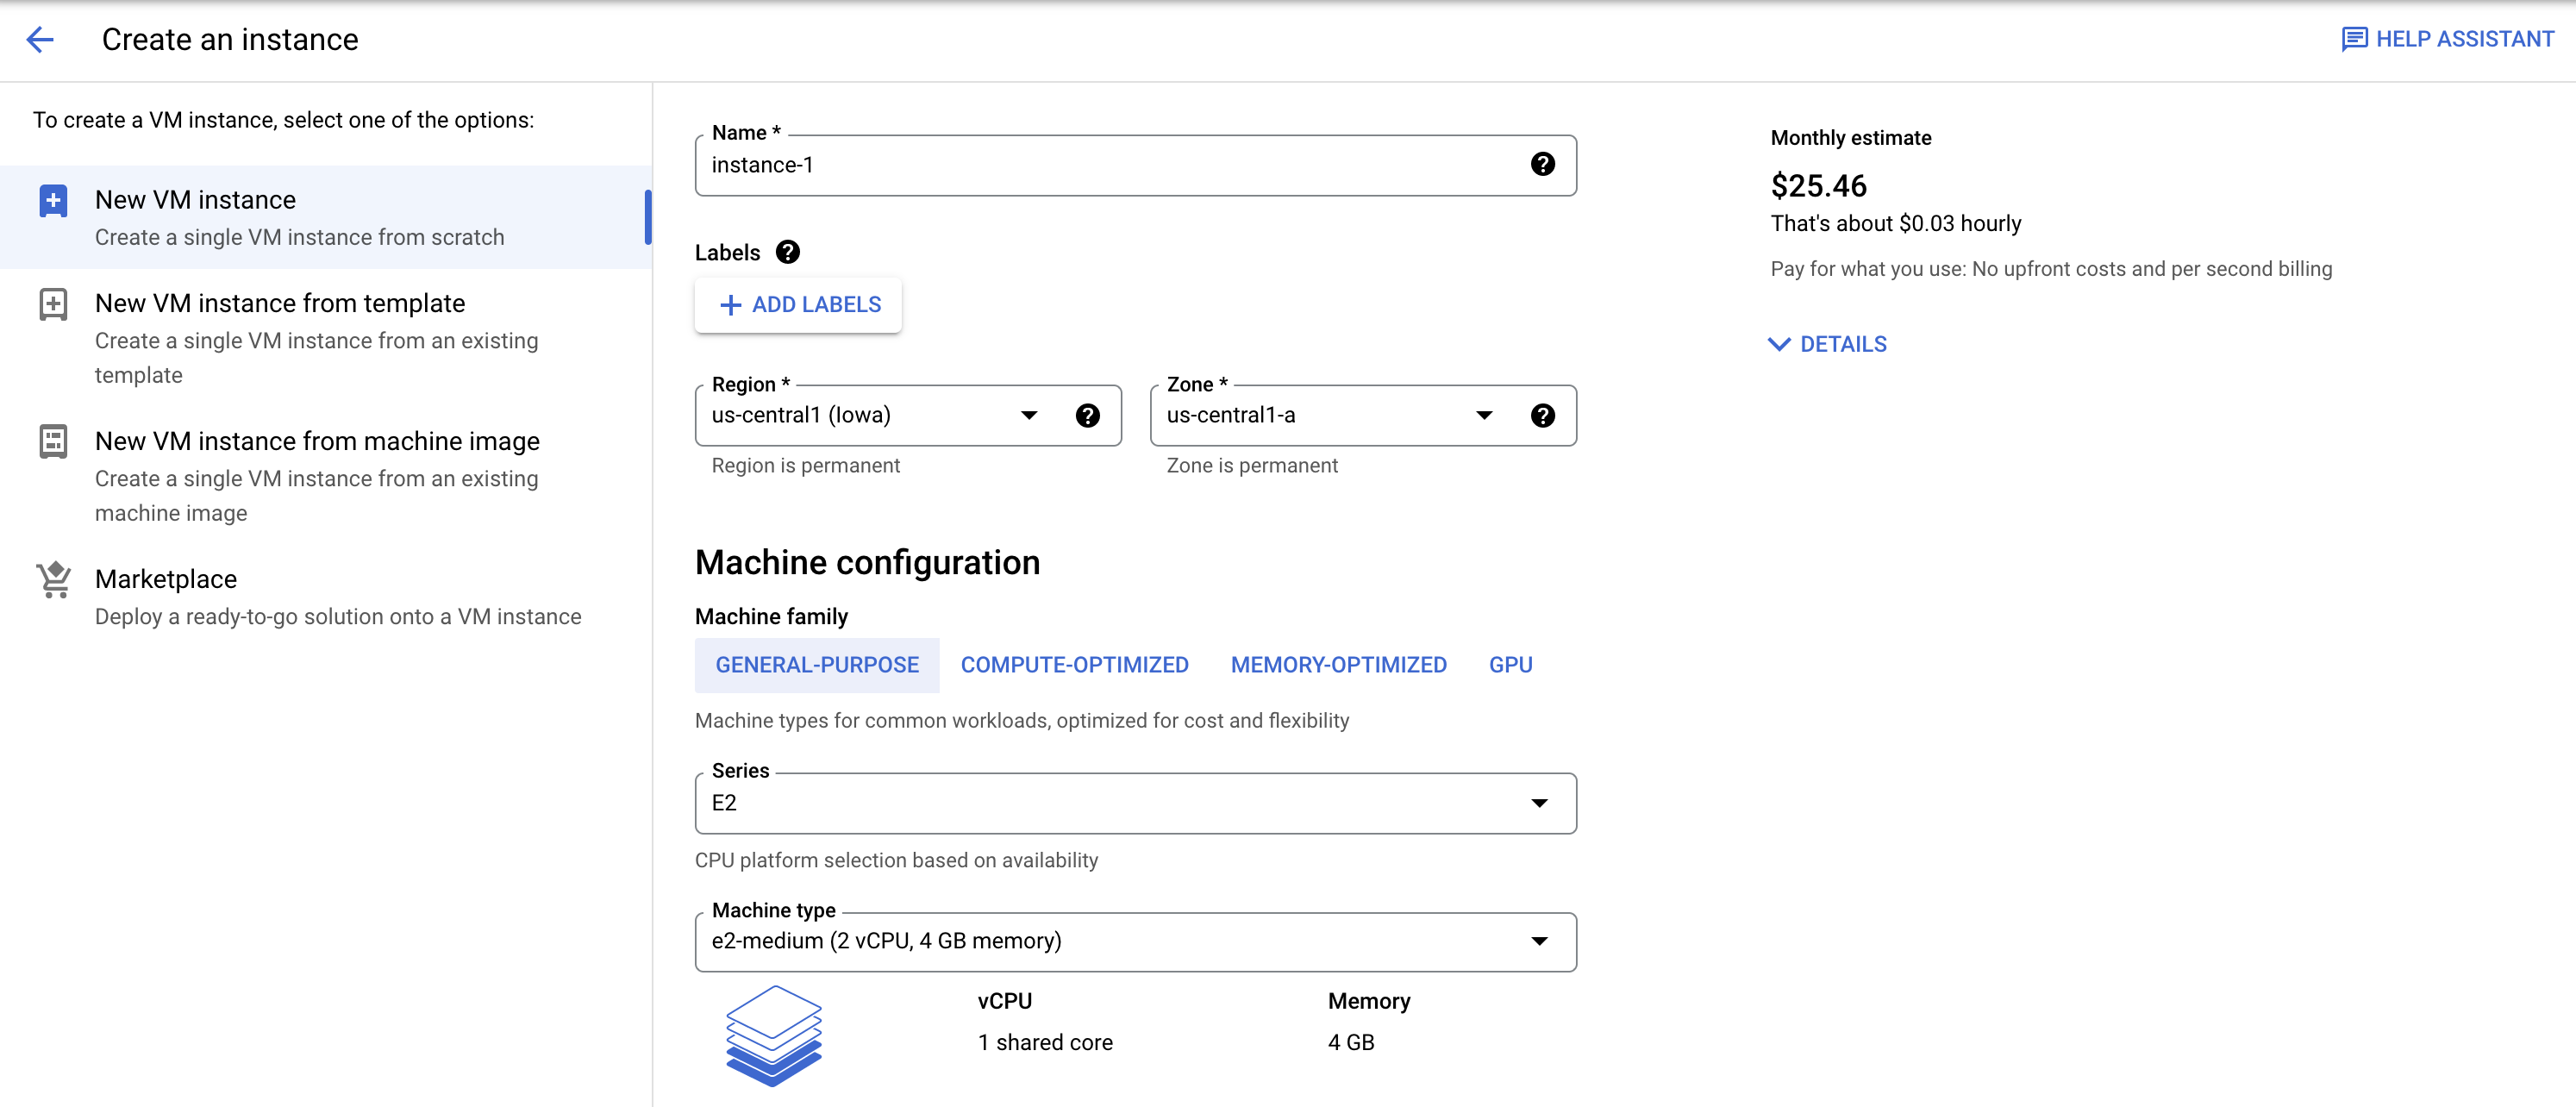 Create an instance
HELP ASSISTANT
To create a VM instance, select one of the options:
New VM instance
Create a single VM instance from scratch
New VM instance from template
Create a single VM instance from an existing
template
New VM instance from machine image
Create a single VM instance from an existing
machine image
Marketplace
Deploy a ready-to-go solution onto a VM instance
Name *
instance-1
Labels
ADD LABELS
Region *
us-central1 (Iowa)
Region is permanent
Zone *
us-central1-a
Zone is permanent
Machine configuration
Machine family
GENERAL-PURPOSE COMPUTE-OPTIMIZED MEMORY-OPTIMIZED GPU
Machine types for common workloads, optimized for cost and flexibility
Series
E2
CPU platform selection based on availability
Machine type
e2-medium (2 vCPU, 4 GB memory)
vCPU
1 shared core
Memory
4 GB
Monthly estimate
$25.46
That's about $0.03 hourly
Pay for what you use: No upfront costs and per second billing
DETAILS